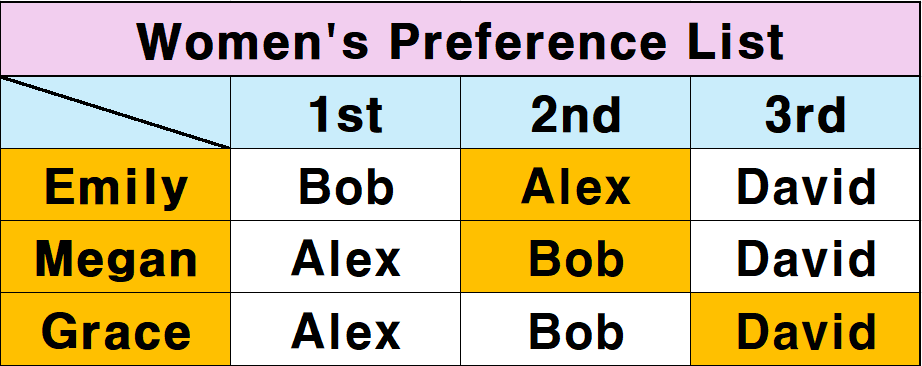 Women's Preference List
1st 2nd 3rd
Emily Bob Alex David
Megan Alex Bob David
Grace Alex Bob David